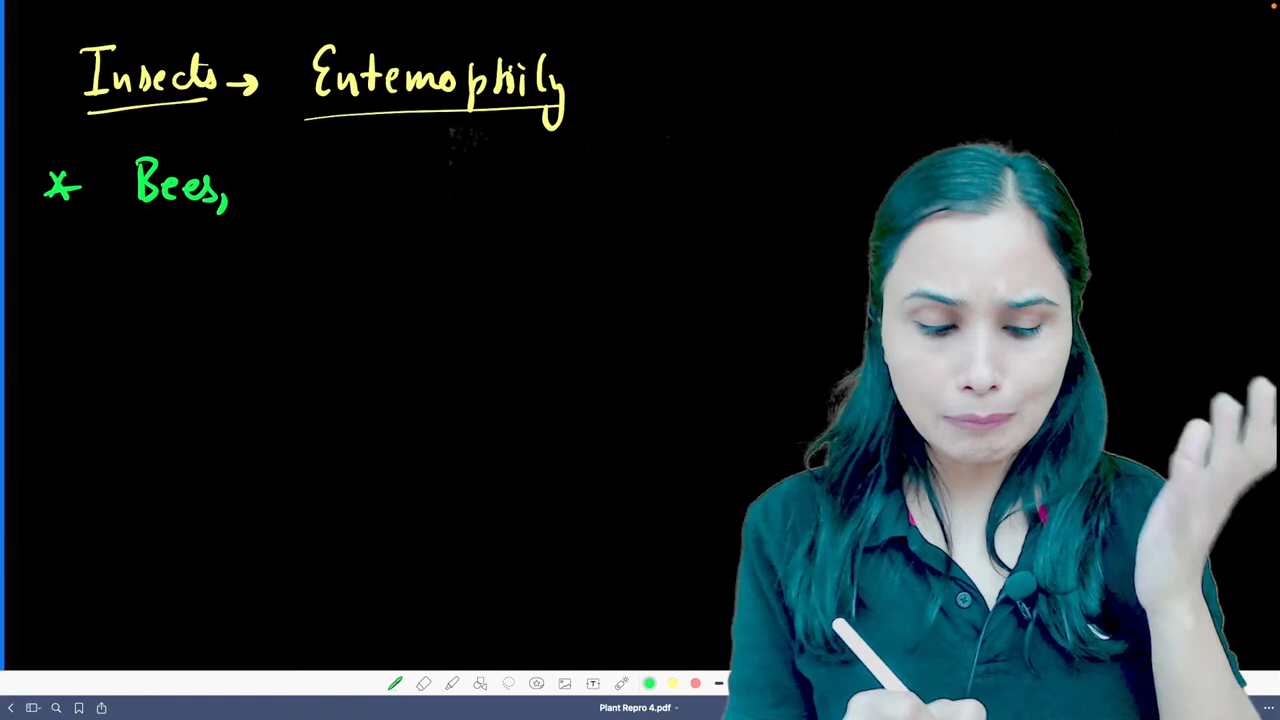 Insects → Entemophily
* Bees,
T
Plant Repro 4.pdf